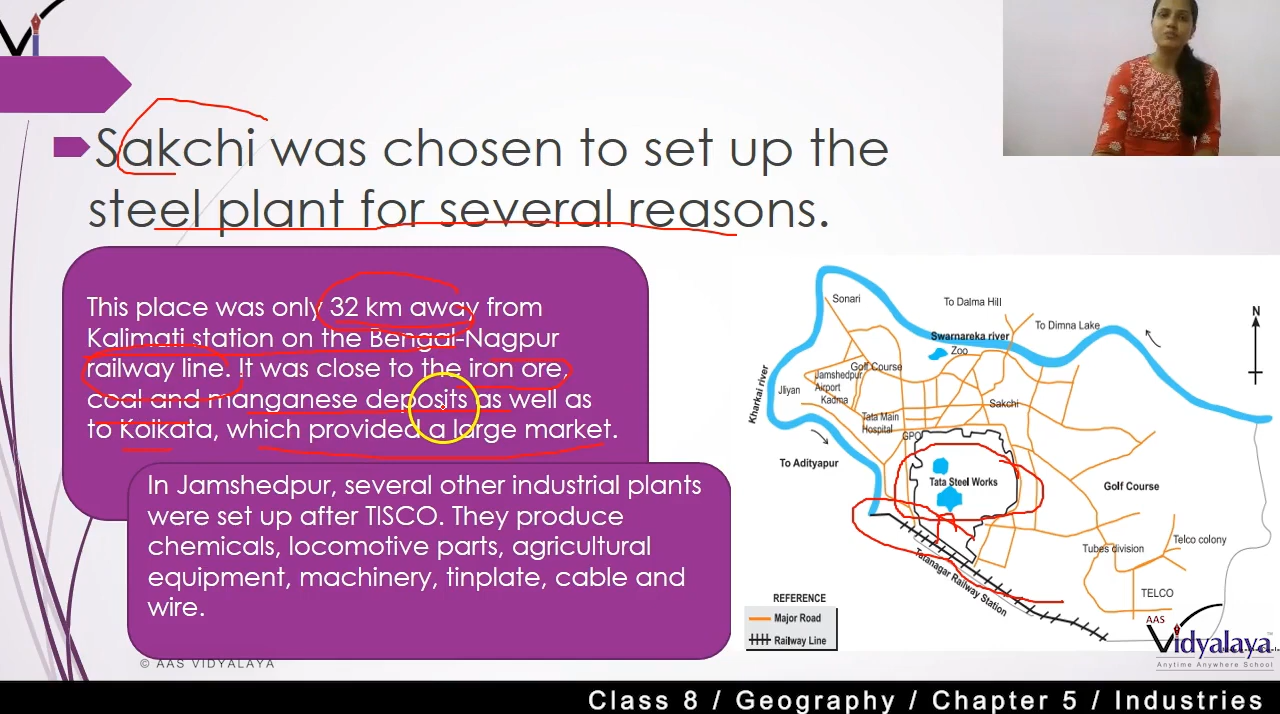 Sakchi was chosen to set up the
steel plant for several reasons.
This place was only 32 km away from
Kalimati station on the Bengal-Nagpur
railway line. It was close to the iron ore,
coal and manganese deposits as well as
to Kolkata, which provided a large market.
In Jamshedpur, several other industrial plants
were set up after TISCO. They produce
chemicals, locomotive parts, agricultural
equipment, machinery, tinplate, cable and
wire.
Sonari
To Dalma Hill
To Dimna Lake
Swarnareka river
Zoo
N
Golf Course
Kharkai river
Jliyan
Jamshedpur
Airport
Kadma
Sakchi
Tata Main
Hospital
GPO
To Adityapur
Tata Steel Works
Golf Course
Tatanagar Railway Station
Tubes division
Telco colony
TELCO
REFERENCE
Major Road
Railway Line
AAS
Vidyalaya
Anytime Anywhere School
© AAS VIDYALAYA
Class 8 / Geography / Chapter 5 / Industries